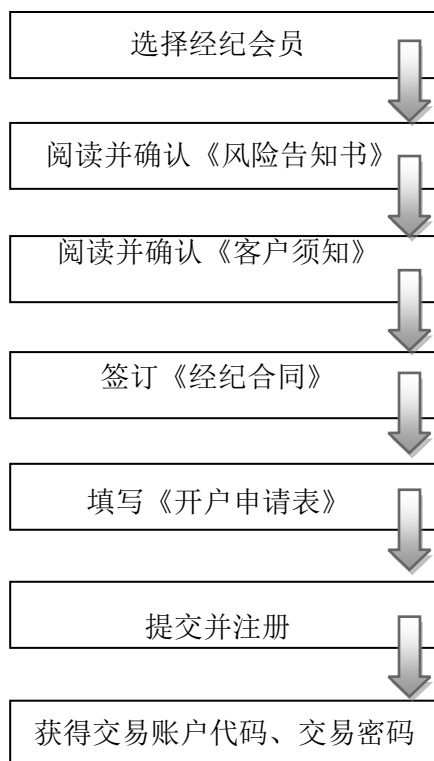 选择经纪会员
阅读并确认《风险告知书》
阅读并确认《客户须知》
签订《经纪合同》
填写《开户申请表》
提交并注册
获得交易账户代码、交易密码